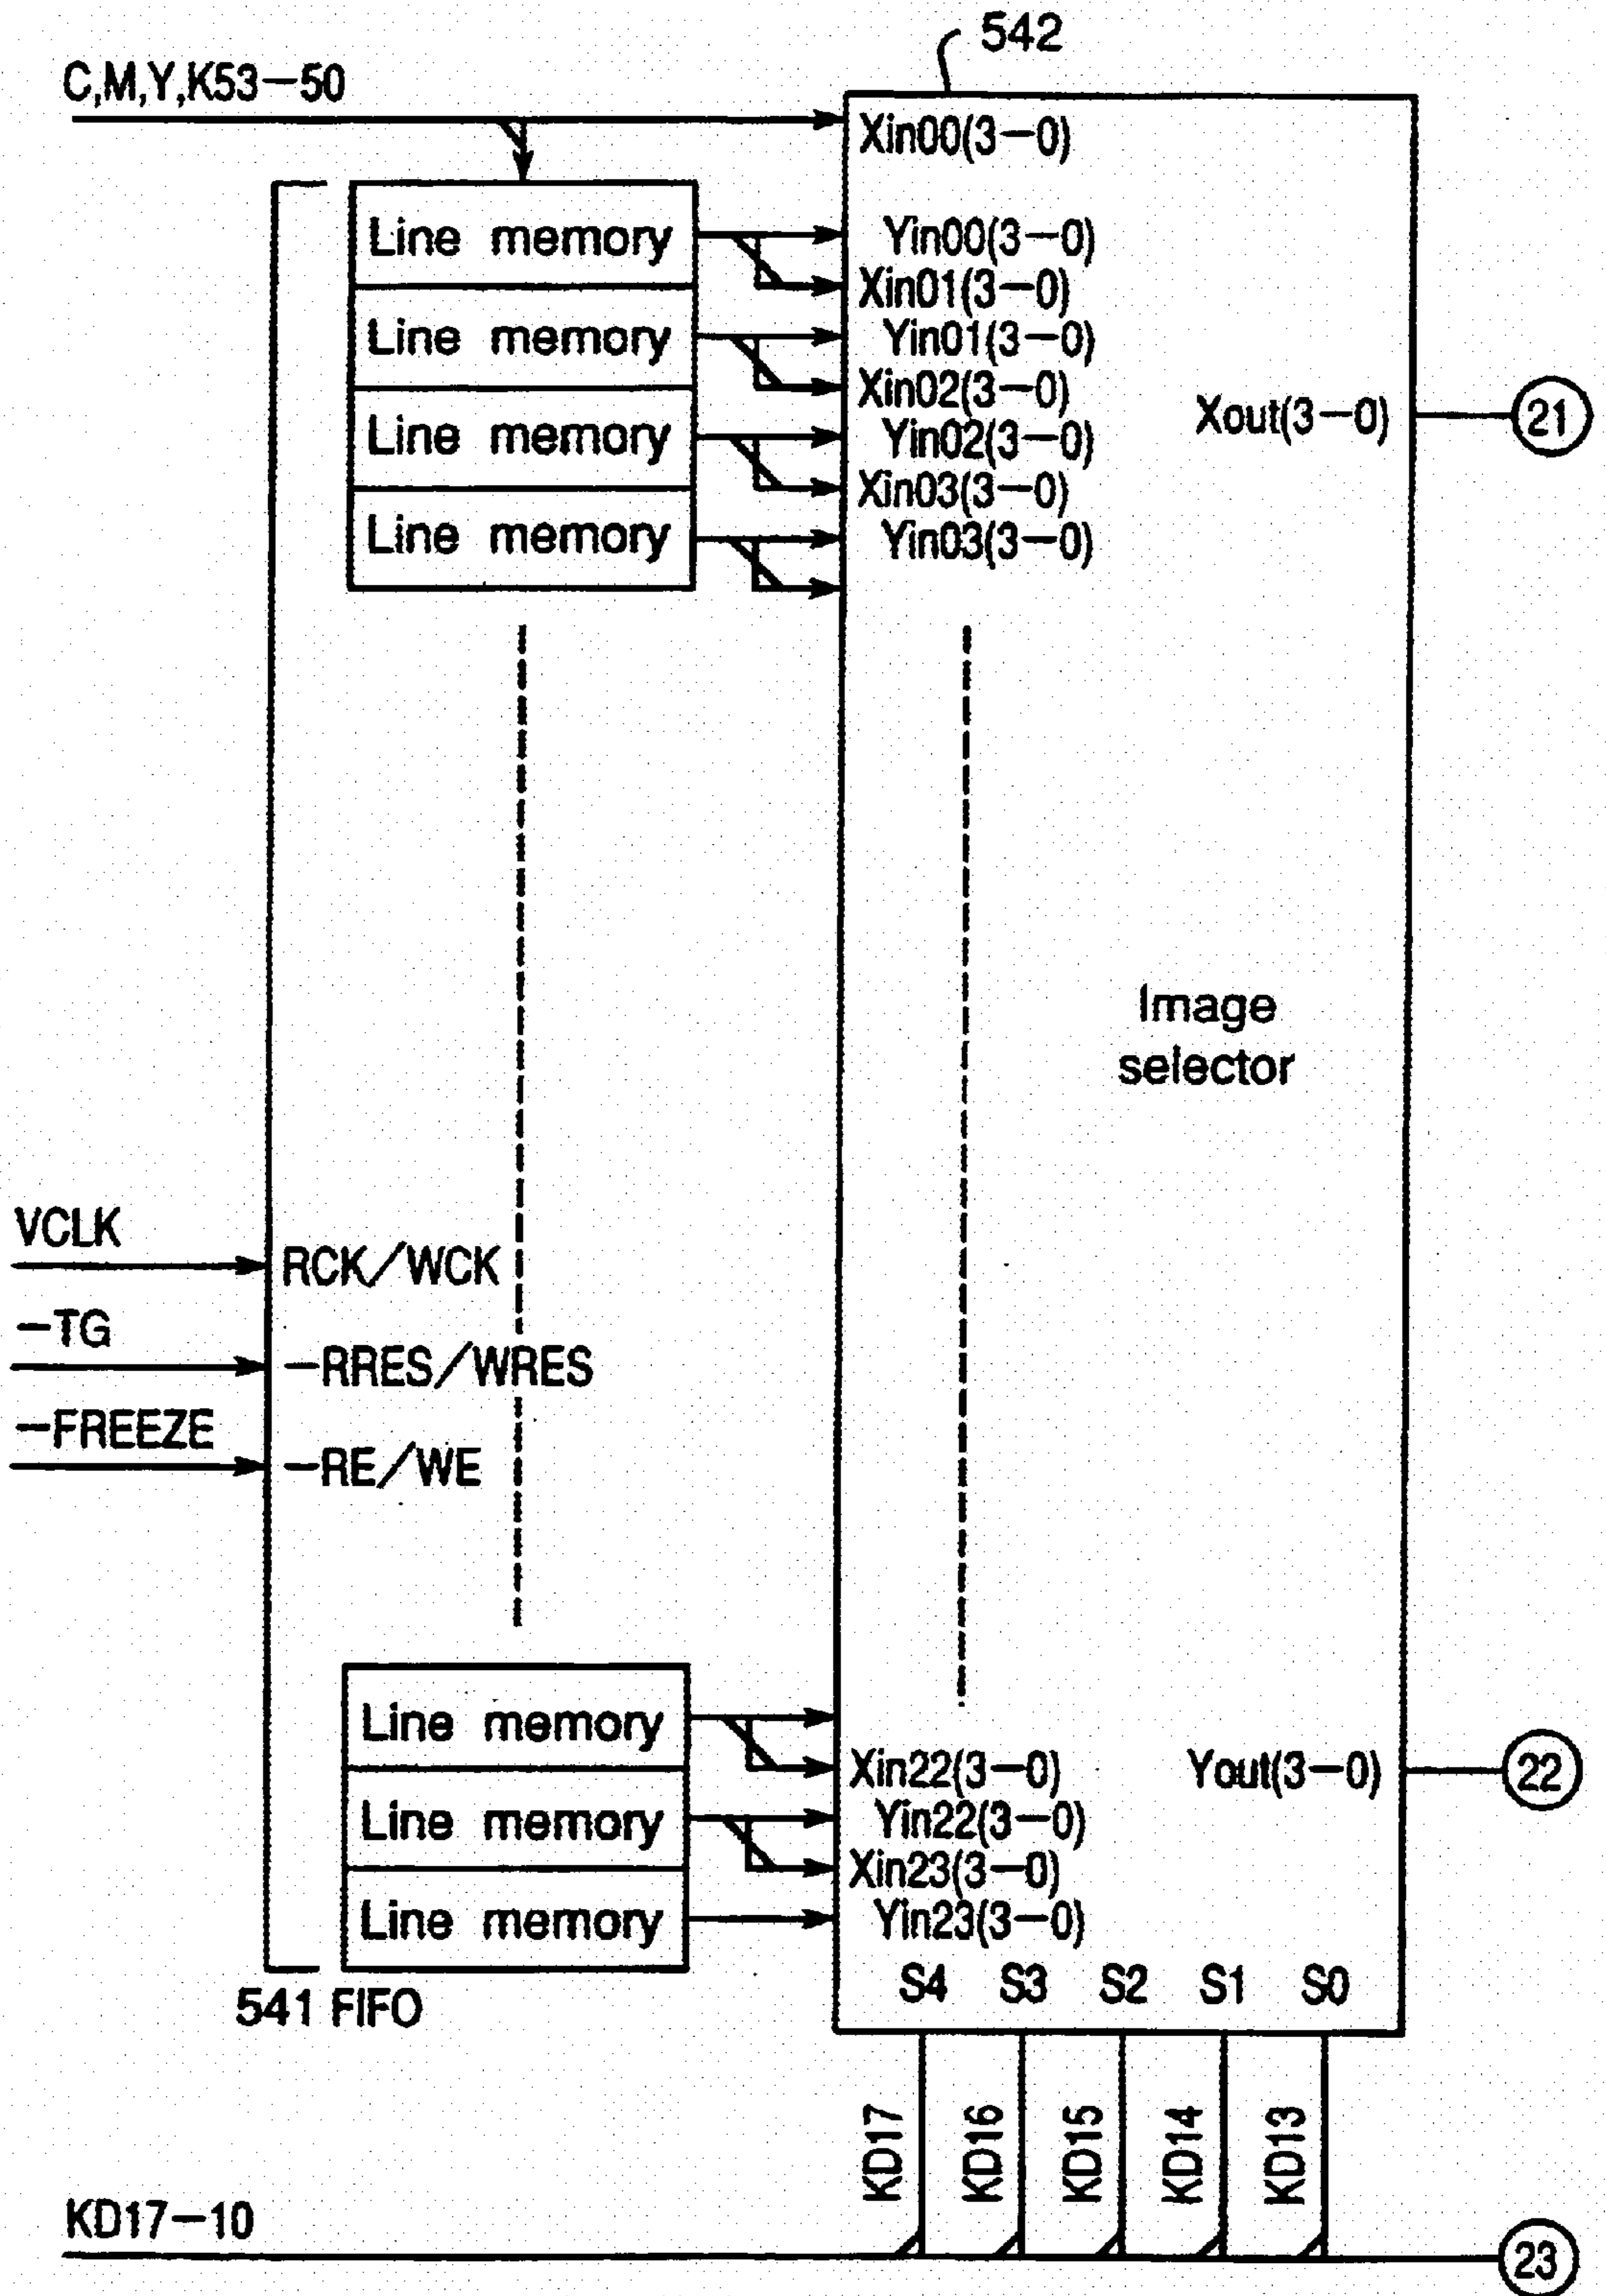 542
C,M,Y,K53−50
Xin00(3−0)
Line memory
Yin00(3−0)
Xin01(3−0)
Line memory
Yin01(3−0)
Xin02(3−0)
Line memory
Yin02(3−0)
Xin03(3−0)
Line memory
Yin03(3−0)
Xout(3−0)
21
Image
selector
VCLK
RCK/WCK
−TG
−RRES/WRES
−FREEZE
−RE/WE
Line memory
Xin22(3−0)
Line memory
Yin22(3−0)
Xin23(3−0)
Line memory
Yin23(3−0)
Yout(3−0)
22
S4 S3 S2 S1 S0
541 FIFO
KD17 KD16 KD15 KD14 KD13
KD17−10
23